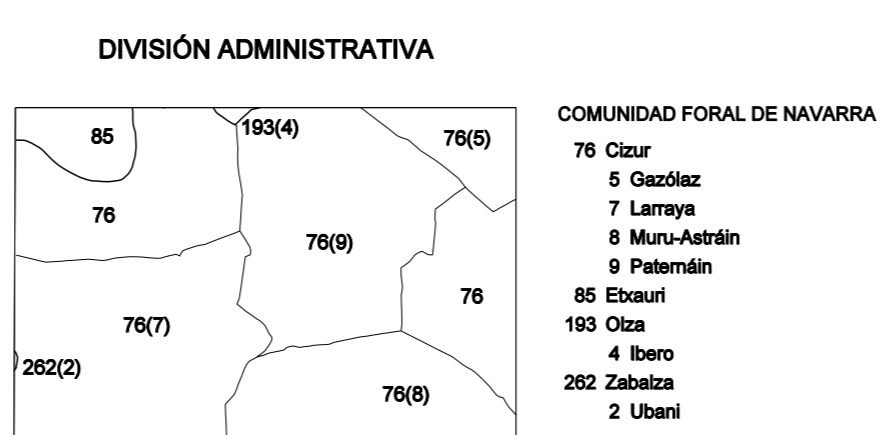 DIVISIÓN ADMINISTRATIVA
85
193(4)
76(5)
76
76(9)
76
76(7)
262(2)
76(8)
COMUNIDAD FORAL DE NAVARRA
76 Cizur
5 Gazólaz
7 Larraya
8 Muru-Astráin
9 Paternáin
85 Etxauri
193 Olza
4 Ibero
262 Zabalza
2 Ubani